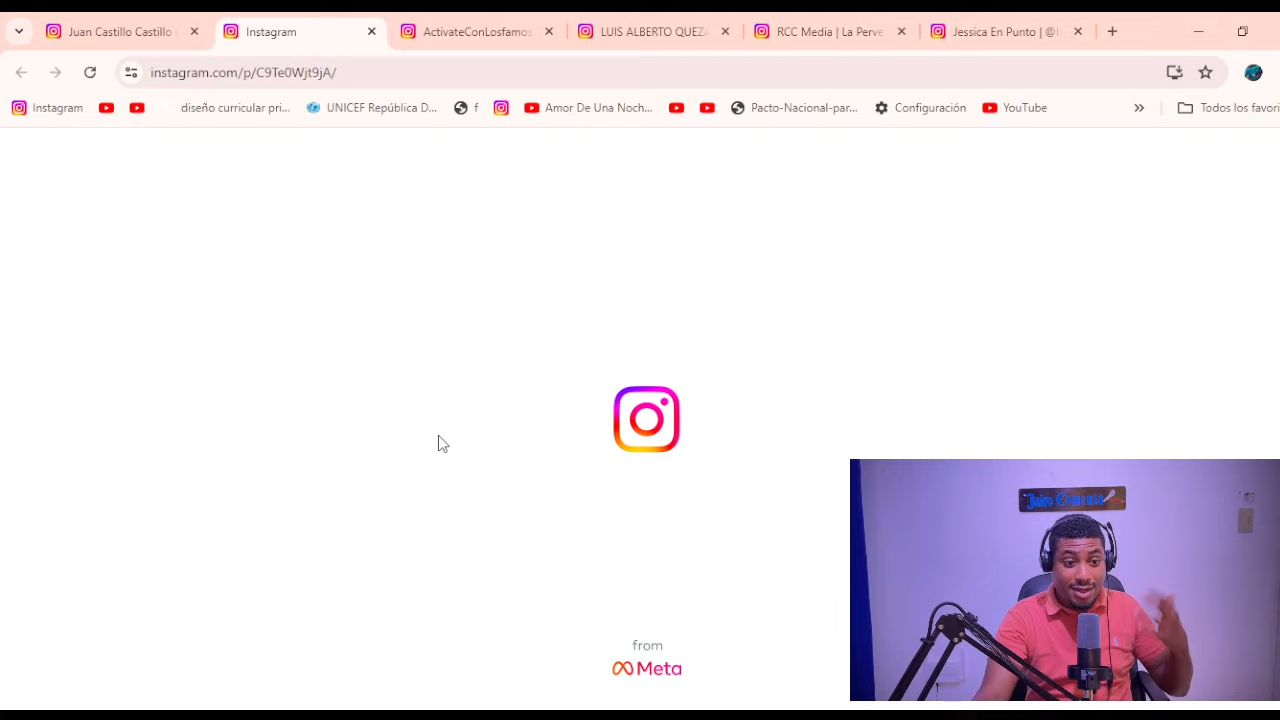 Juan Castillo Castillo
Instagram
ActivateConLosfamos
LUIS ALBERTO QUEZ
RCC Media | La Perve
Jessica En Punto | @
instagram.com/p/C9Te0Wjt9jA/
Instagram
diseño curricular pri...
UNICEF República D...
f
Amor De Una Noch...
Pacto-Nacional-par...
Configuración
YouTube
»
Todos los favori
Jairo Comenta
from
Meta